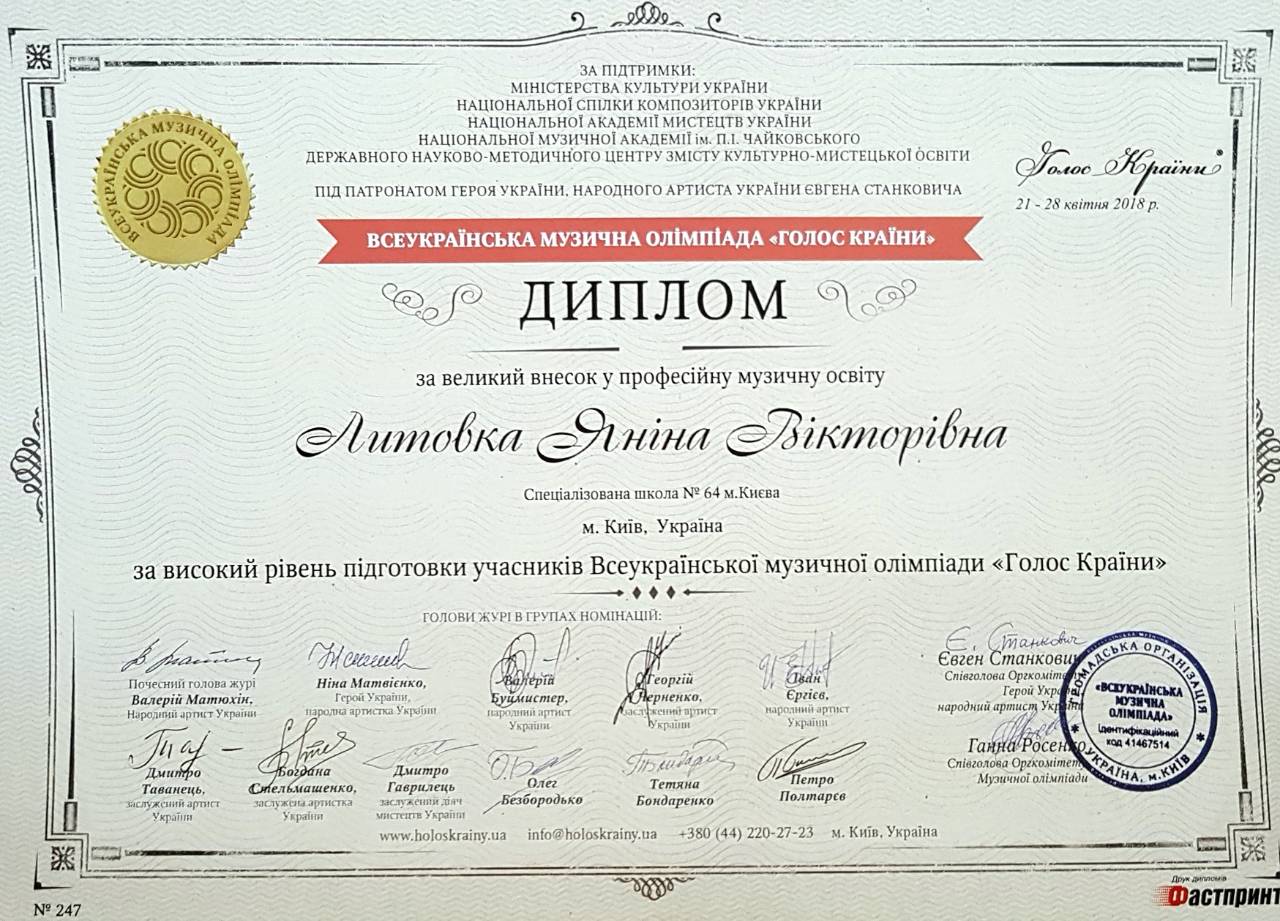 ЗА ПІДТРИМКИ:
МІНІСТЕРСТВА КУЛЬТУРИ УКРАЇНИ
НАЦІОНАЛЬНОЇ СПІЛКИ КОМПОЗИТОРІВ УКРАЇНИ
НАЦІОНАЛЬНОЇ АКАДЕМІЇ МИСТЕЦТВ УКРАЇНИ
НАЦІОНАЛЬНОЇ МУЗИЧНОЇ АКАДЕМІЇ ім. П.І. ЧАЙКОВСЬКОГО
ДЕРЖАВНОГО НАУКОВО-МЕТОДИЧНОГО ЦЕНТРУ ЗМІСТУ КУЛЬТУРНО-МИСТЕЦЬКОЇ ОСВІТИ
ПІД ПАТРОНАТОМ ГЕРОЯ УКРАЇНИ, НАРОДНОГО АРТИСТА УКРАЇНИ ЄВГЕНА СТАНКОВИЧА
ВСЕУКРАЇНСЬКА МУЗИЧНА ОЛІМПІАДА
Голос Країни
21 - 28 квітня 2018 р.
ВСЕУКРАЇНСЬКА МУЗИЧНА ОЛІМПІАДА «ГОЛОС КРАЇНИ»
ДИПЛОМ
за великий внесок у професійну музичну освіту
Литовка Яніна Вікторівна
Спеціалізована школа № 64 м.Києва
м. Київ, Україна
за високий рівень підготовки учасників Всеукраїнської музичної олімпіади «Голос Країни»
ГОЛОВИ ЖУРІ В ГРУПАХ НОМІНАЦІЙ:
Почесний голова журі
Валерій Матюхін,
Народний артист України
Ніна Матвієнко,
Герой України,
народна артистка України
Валерій
Буймистер,
народний артист
України
Георгій
Черненко,
заслужений артист
України
Іван
Єргієв,
народний артист
України
Є. Станкович
Євген Станкович
Співголова Оргкомітету
Герой України
народний артист України
Дмитро
Таванець,
заслужений артист
України
Богдана
Стельмашенко,
заслужена артистка
України
Дмитро
Гаврилець
заслужений діяч
мистецтв України
Олег
Безбородько
Тетяна
Бондаренко
Петро
Полтарєв
Ганна Росенко
Співголова Оргкомітету
Музичної олімпіади
ГРОМАДСЬКА ОРГАНІЗАЦІЯ
«ВСЕУКРАЇНСЬКА
МУЗИЧНА
ОЛІМПІАДА»
Ідентифікаційний
код 41467514
УКРАЇНА, м.КИЇВ
www.holoskrainy.ua info@holoskrainy.ua +380 (44) 220-27-23 м. Київ, Україна
№ 247
Друк дипломів
Фастпринт